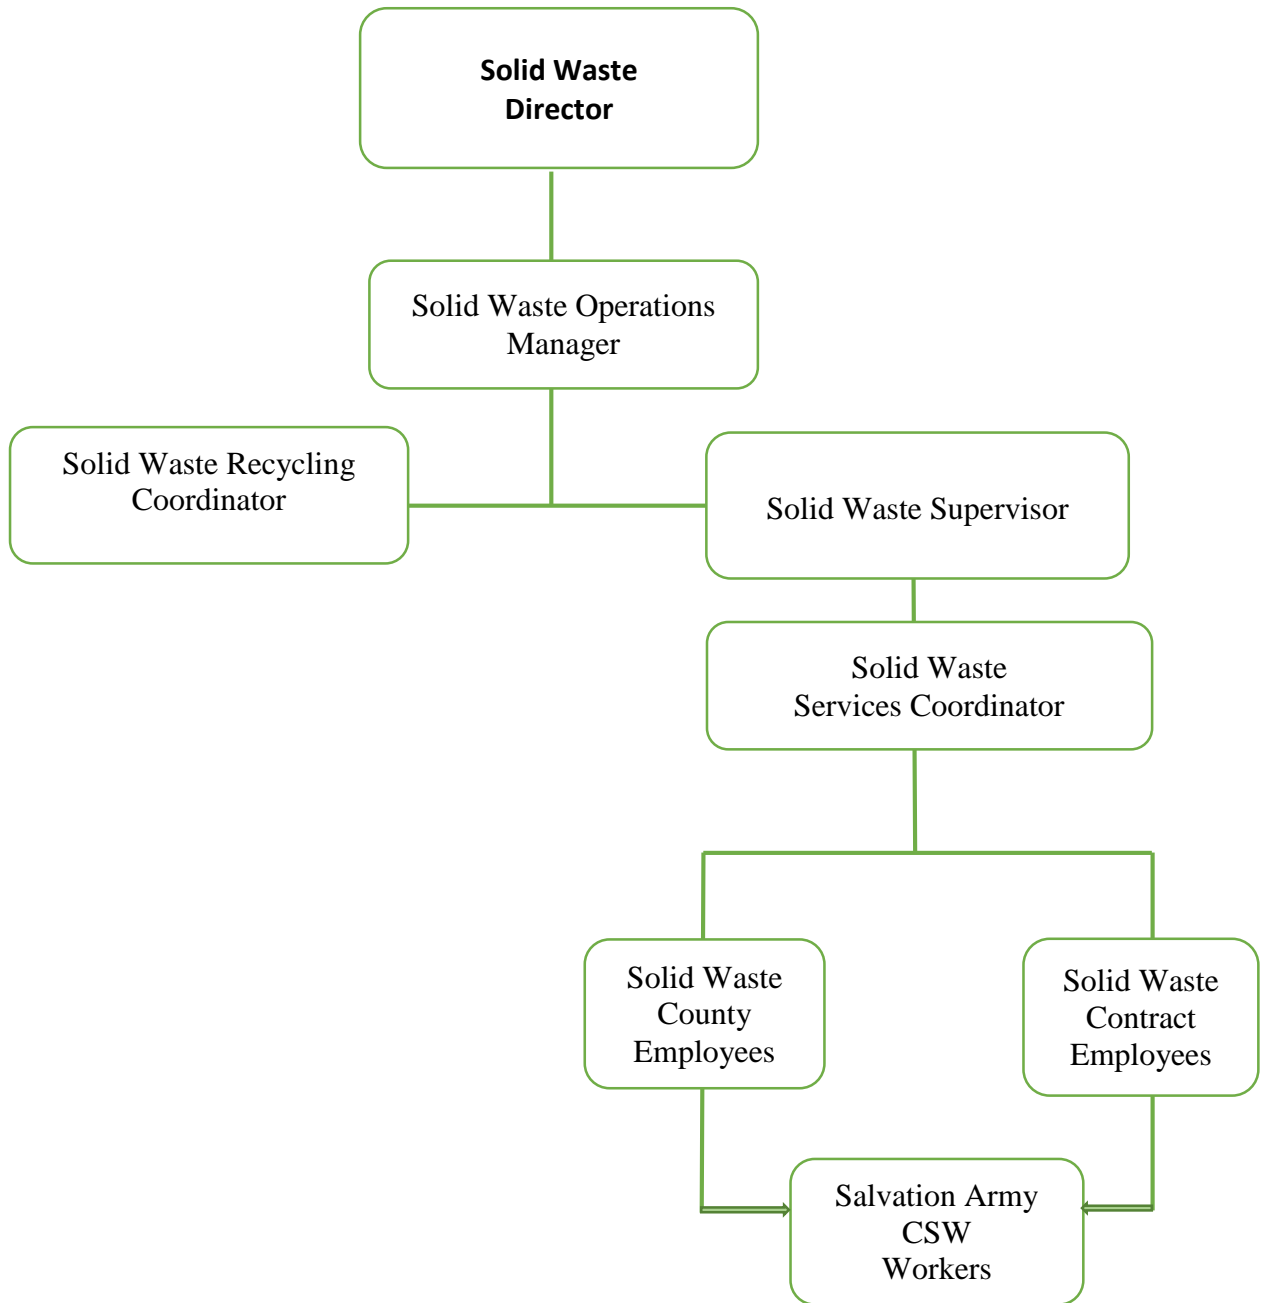 Solid Waste
Director
Solid Waste Operations
Manager
Solid Waste Recycling
Coordinator
Solid Waste Supervisor
Solid Waste
Services Coordinator
Solid Waste
County
Employees
Solid Waste
Contract
Employees
Salvation Army
CSW
Workers